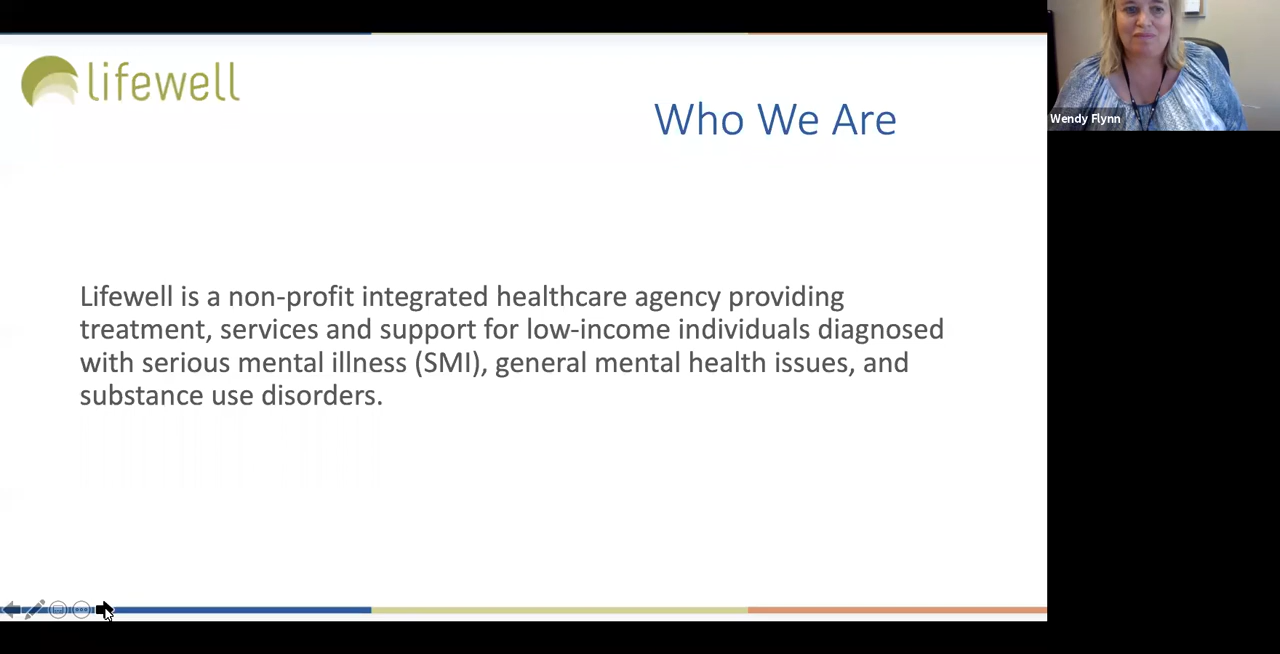 lifewell
Who We Are
Wendy Flynn
Lifewell is a non-profit integrated healthcare agency providing
treatment, services and support for low-income individuals diagnosed
with serious mental illness (SMI), general mental health issues, and
substance use disorders.